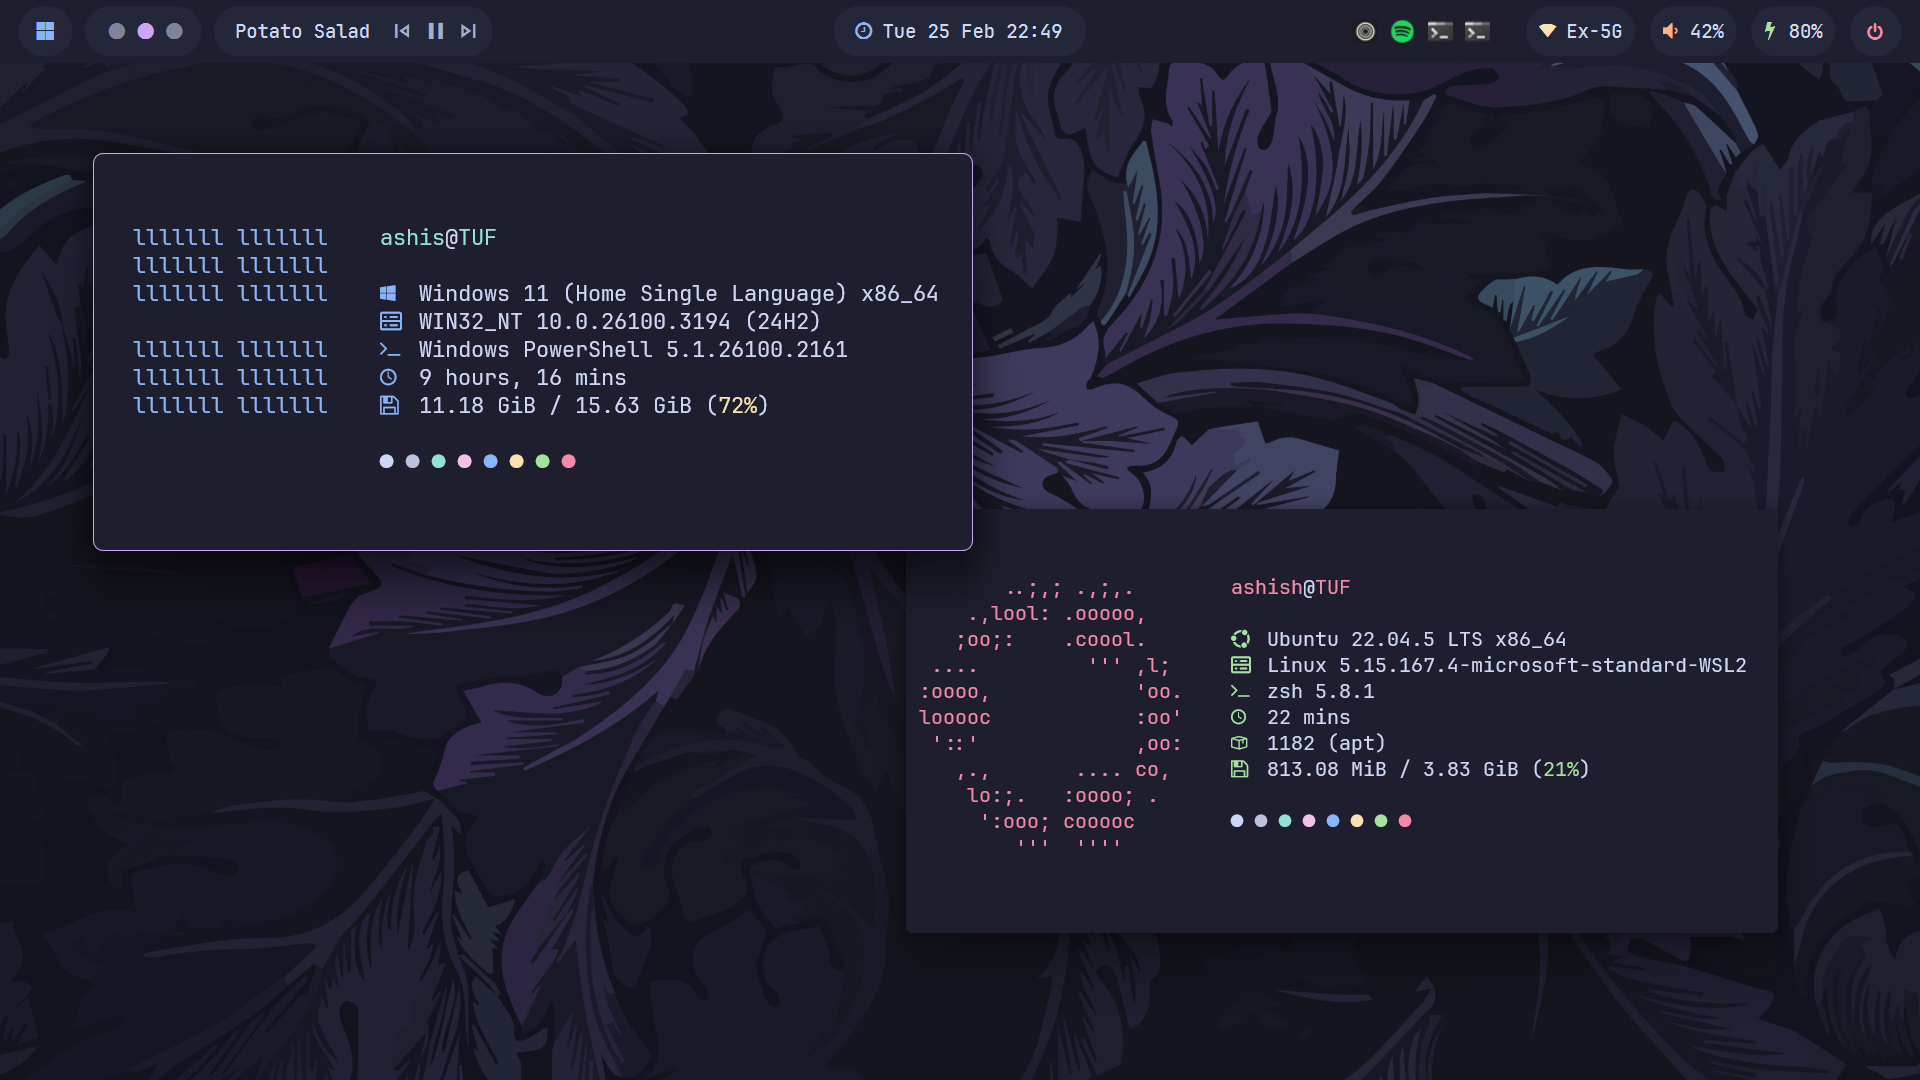 Potato Salad
Tue 25 Feb 22:49
Ex-5G
42%
80%
lllllll lllllll
lllllll lllllll
lllllll lllllll
lllllll lllllll
lllllll lllllll
lllllll lllllll
ashis@TUF
Windows 11 (Home Single Language) x86_64
WIN32_NT 10.0.26100.3194 (24H2)
Windows PowerShell 5.1.26100.2161
9 hours, 16 mins
11.18 GiB / 15.63 GiB (72%)
..;,; .,;,.
.,lool: .ooooo,
;oo;:    .coool.
....         ''' ,l;
:oooo,            'oo.
looooc            :oo'
'::'             ,oo:
,.,       .... co,
lo:;.   :oooo; .
':ooo; cooooc
'''  ''''
ashish@TUF
Ubuntu 22.04.5 LTS x86_64
Linux 5.15.167.4-microsoft-standard-WSL2
zsh 5.8.1
22 mins
1182 (apt)
813.08 MiB / 3.83 GiB (21%)